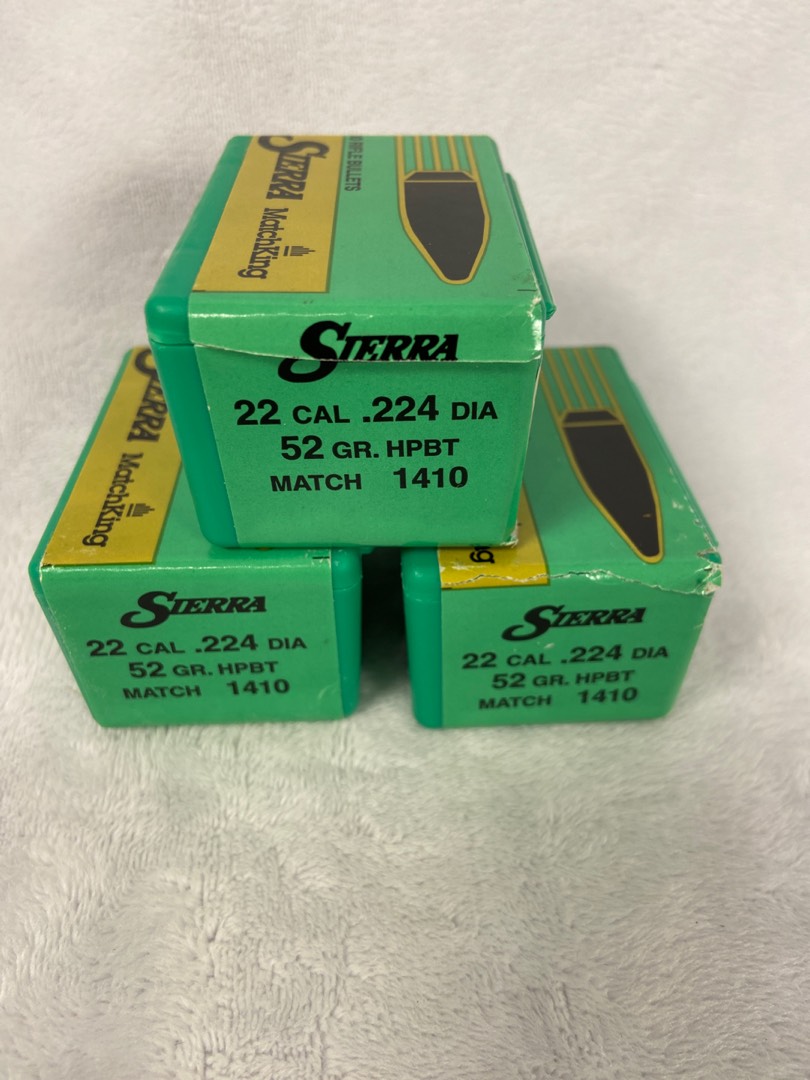 RIFLE BULLETS
SIERRA
MatchKing
SIERRA
22 CAL .224 DIA
52 GR. HPBT
MATCH 1410
MatchKing
SIERRA
22 CAL .224 DIA
52 GR. HPBT
MATCH 1410
SIERRA
22 CAL .224 DIA
52 GR. HPBT
MATCH 1410